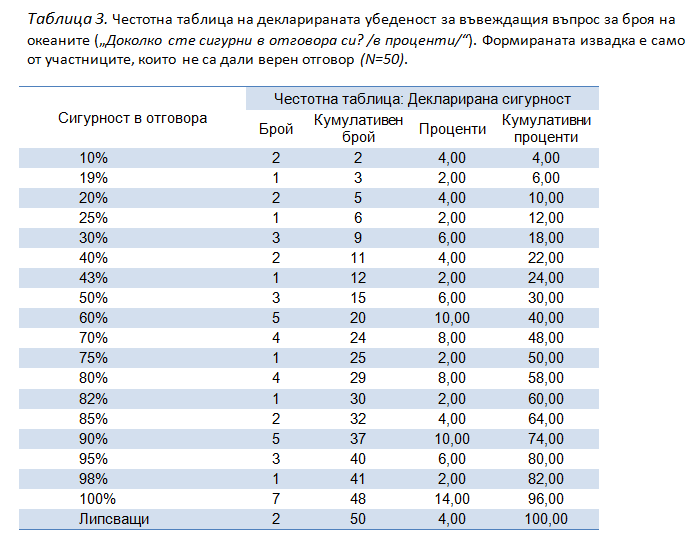 Таблица 3. Честотна таблица на декларираната убеденост за въвеждащия въпрос за броя на
океаните („Доколко сте сигурни в отговора си? /в проценти/“). Формираната извадка е само
от участниците, които не са дали верен отговор (N=50).
Сигурност в отговора Честотна таблица: Декларирана сигурност
Брой Кумулативен брой Проценти Кумулативни проценти
10% 2 2 4,00 4,00
19% 1 3 2,00 6,00
20% 2 5 4,00 10,00
25% 1 6 2,00 12,00
30% 3 9 6,00 18,00
40% 2 11 4,00 22,00
43% 1 12 2,00 24,00
50% 3 15 6,00 30,00
60% 5 20 10,00 40,00
70% 4 24 8,00 48,00
75% 1 25 2,00 50,00
80% 4 29 8,00 58,00
82% 1 30 2,00 60,00
85% 2 32 4,00 64,00
90% 5 37 10,00 74,00
95% 3 40 6,00 80,00
98% 1 41 2,00 82,00
100% 7 48 14,00 96,00
Липсващи 2 50 4,00 100,00